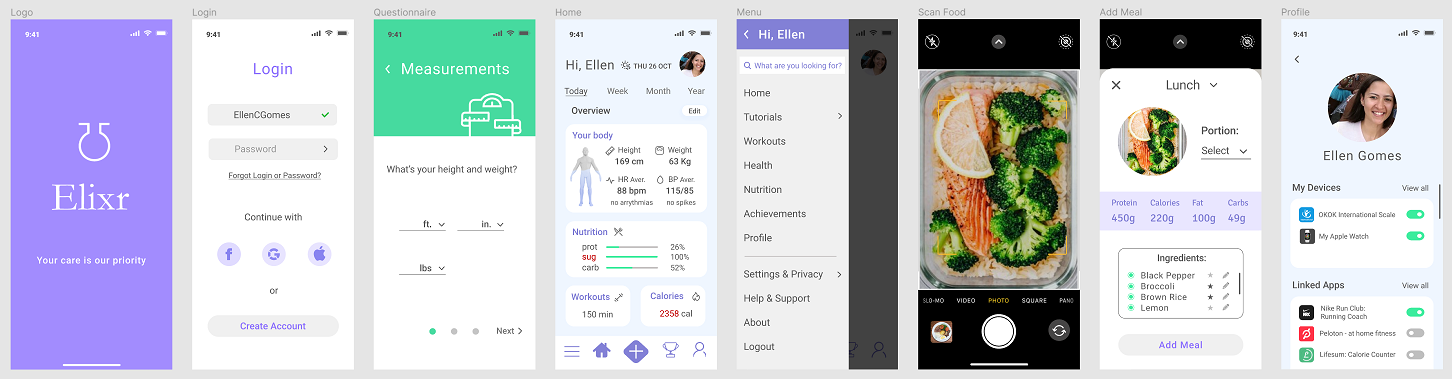 Logo
9:41
Elixr
Your care is our priority
Login
9:41
Login
EllenCGomes
Password
Forgot Login or Password?
Continue with
or
Create Account
Questionnaire
9:41
Measurements
What's your height and weight?
ft.
in.
lbs
Next
Home
9:41
Hi, Ellen
THU 26 OCT
Today Week Month Year
Overview
Edit
Your body
Height
169 cm
Weight
63 Kg
HR Aver.
88 bpm
no arrythmias
BP Aver.
115/85
no spikes
Nutrition
prot 26%
sug 100%
carb 52%
Workouts
150 min
Calories
2358 cal
Menu
Hi, Ellen
What are you looking for?
Home
Tutorials
Workouts
Health
Nutrition
Achievements
Profile
Settings & Privacy
Help & Support
About
Logout
Scan Food
SLO-MO VIDEO PHOTO SQUARE PANO
Add Meal
Lunch
Portion:
Select
Protein Calories Fat Carbs
450g 220g 100g 49g
Ingredients:
Black Pepper
Broccoli
Brown Rice
Lemon
Add Meal
Profile
9:41
Ellen Gomes
My Devices View all
OKOK International Scale
My Apple Watch
Linked Apps View all
Nike Run Club:
Running Coach
Peloton - at home fitness
Lifesum: Calorie Counter